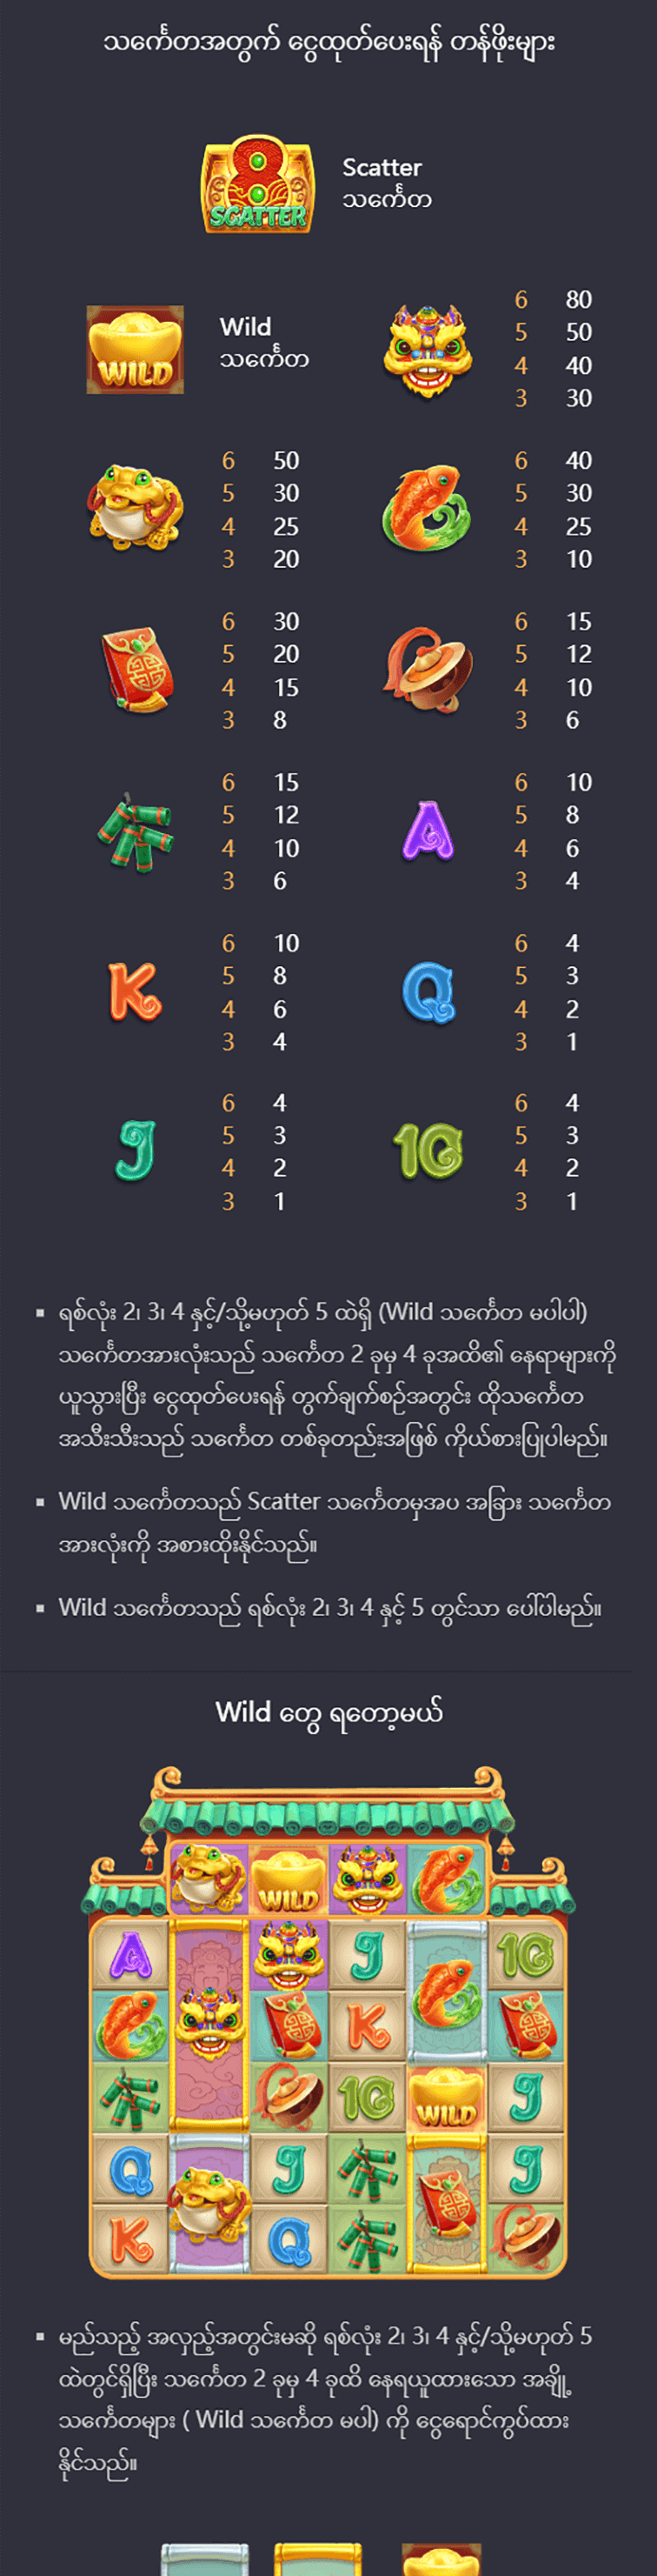 သင်္ကေတအတွက် ငွေထုတ်ပေးရန် တန်ဖိုးများ
SCATTER
Scatter
သင်္ကေတ
WILD
Wild
သင်္ကေတ
6 80
5 50
4 40
3 30
6 50
5 30
4 25
3 20
6 40
5 30
4 25
3 10
6 30
5 20
4 15
3 8
6 15
5 12
4 10
3 6
6 15
5 12
4 10
3 6
A
6 10
5 8
4 6
3 4
K
6 10
5 8
4 6
3 4
Q
6 4
5 3
4 2
3 1
J
6 4
5 3
4 2
3 1
10
6 4
5 3
4 2
3 1
▪ ရစ်လုံး 2၊ 3၊ 4 နှင့်/သို့မဟုတ် 5 ထဲရှိ (Wild သင်္ကေတ မပါပါ)
သင်္ကေတအားလုံးသည် သင်္ကေတ 2 ခုမှ 4 ခုအထိ၏ နေရာများကို
ယူသွားပြီး ငွေထုတ်ပေးရန် တွက်ချက်စဉ်အတွင်း ထိုသင်္ကေတ
အသီးသီးသည် သင်္ကေတ တစ်ခုတည်းအဖြစ် ကိုယ်စားပြုပါမည်။
▪ Wild သင်္ကေတသည် Scatter သင်္ကေတမှအပ အခြား သင်္ကေတ
အားလုံးကို အစားထိုးနိုင်သည်။
▪ Wild သင်္ကေတသည် ရစ်လုံး 2၊ 3၊ 4 နှင့် 5 တွင်သာ ပေါ်ပါမည်။
Wild တွေ ရတော့မယ်
WILD
A J 10
K
10 WILD J
Q J J
K Q
▪ မည်သည့် အလှည့်အတွင်းမဆို ရစ်လုံး 2၊ 3၊ 4 နှင့်/သို့မဟုတ် 5
ထဲတွင်ရှိပြီး သင်္ကေတ 2 ခုမှ 4 ခုထိ နေရယူထားသော အချို့
သင်္ကေတများ ( Wild သင်္ကေတ မပါ) ကို ငွေရောင်ကွပ်ထား
နိုင်သည်။